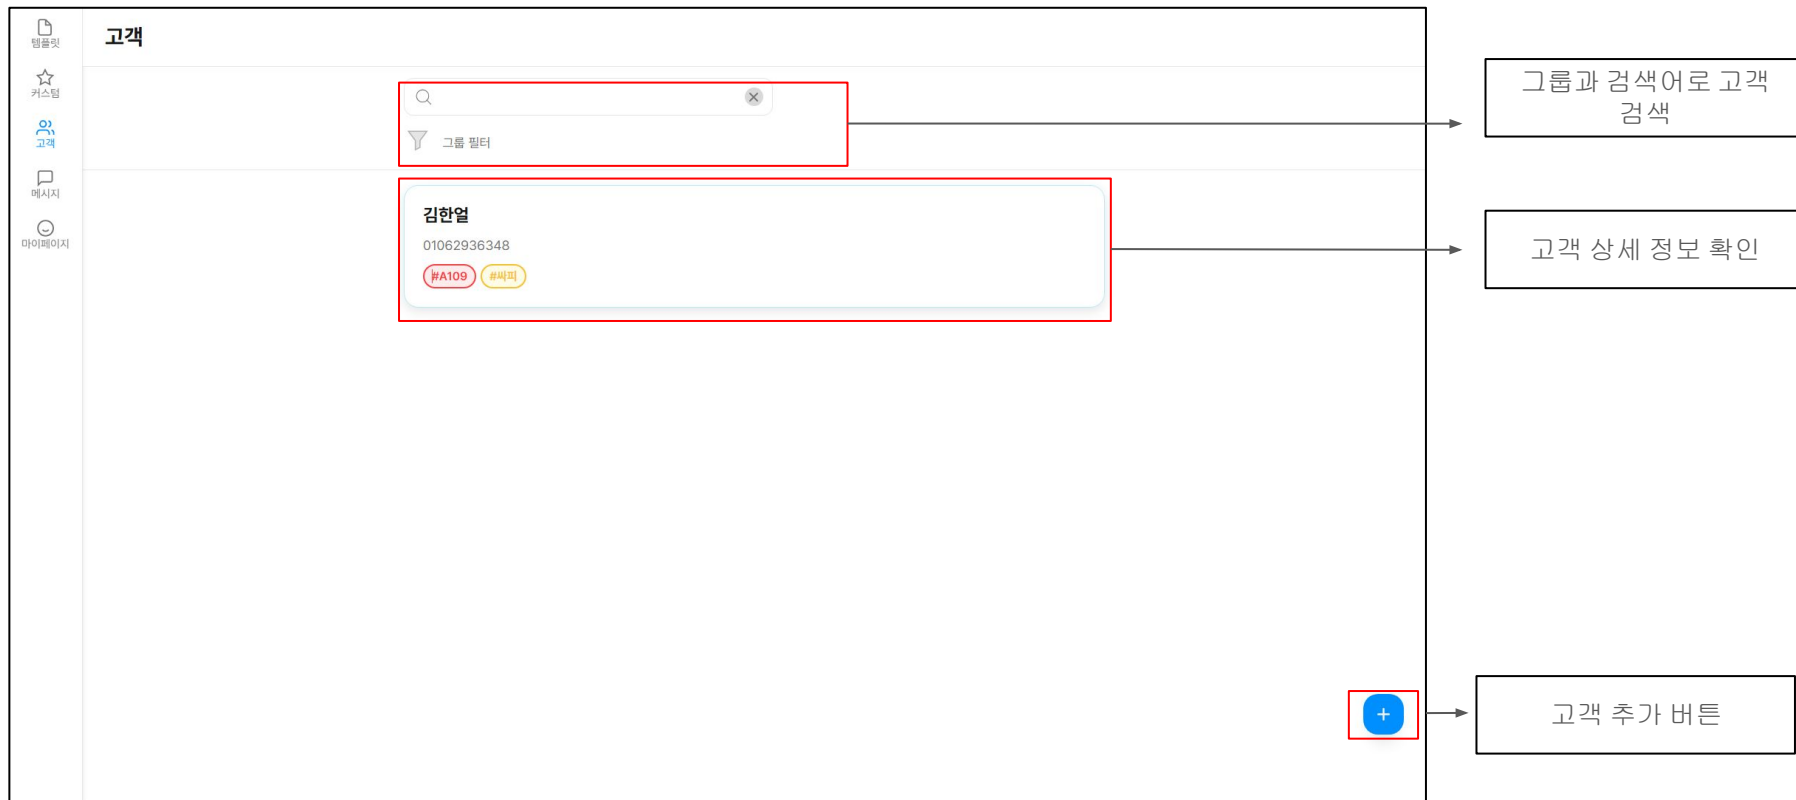 템플릿
커스텀
고객
메시지
마이페이지
고객
그룹 필터
김한얼
01062936348
#A109 #싸피
그룹과 검색어로 고객
검색
고객 상세 정보 확인
고객 추가 버튼